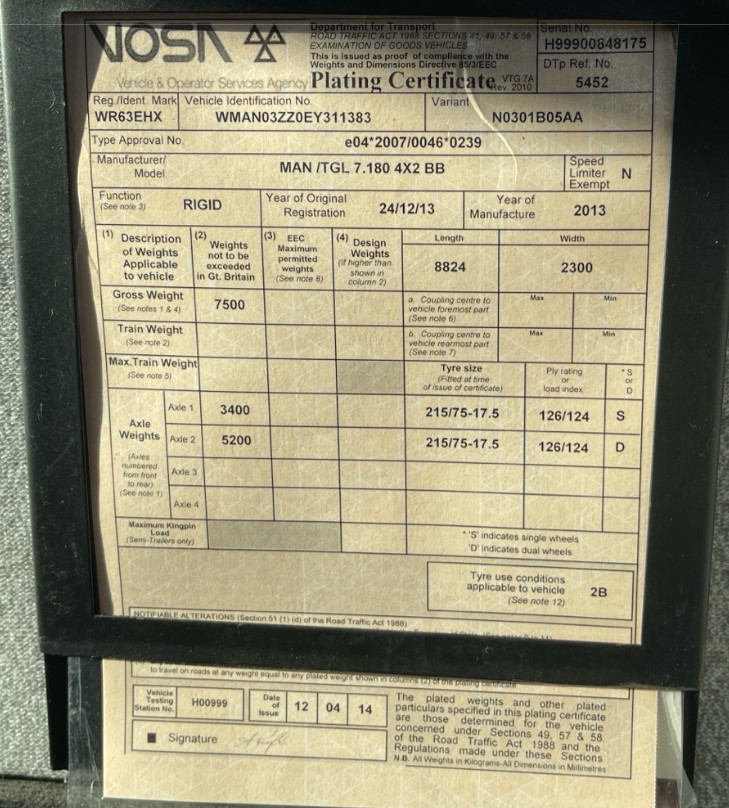 VOSA
Vehicle & Operator Services Agency
Department for Transport
ROAD TRAFFIC ACT 1988 SECTIONS 41, 49, 57 & 58
EXAMINATION OF GOODS VEHICLES
This is issued as proof of compliance with the
Weights and Dimensions Directive 85/3/EEC
Plating Certificate VTG 7A
Rev. 2010
Serial No.
H99900848175
DTp Ref. No.
5452
Reg./Ident. Mark
WR63EHX
Vehicle Identification No.
WMAN03ZZ0EY311383
Variant
N0301B05AA
Type Approval No.
e04*2007/0046*0239
Manufacturer/
Model
MAN /TGL 7.180 4X2 BB
Speed
Limiter
Exempt
N
Function
(See note 3)
RIGID
Year of Original
Registration
24/12/13
Year of
Manufacture
2013
(1) Description
of Weights
Applicable
to vehicle
(2) Weights
not to be
exceeded
in Gt. Britain
(3) EEC
Maximum
permitted
weights
(See note 8)
(4) Design
Weights
(if higher than
shown in
column 2)
Length
8824
Width
2300
Gross Weight
(See notes 1 & 4)
7500
a. Coupling centre to
vehicle foremost part
(See note 6)
Max
Min
Train Weight
(See note 2)
b. Coupling centre to
vehicle rearmost part
(See note 7)
Max
Min
Max.Train Weight
(See note 5)
Tyre size
(Fitted at time
of issue of certificate)
Ply rating
or
load index
*S
or
D
Axle
Weights
(Axles
numbered
from front
to rear)
(See note 1)
Axle 1
3400
215/75-17.5
126/124
S
Axle 2
5200
215/75-17.5
126/124
D
Axle 3
Axle 4
Maximum Kingpin
Load
(Semi-Trailers only)
* 'S' indicates single wheels
'D' indicates dual wheels
Tyre use conditions
applicable to vehicle
(See note 12)
2B
NOTIFIABLE ALTERATIONS (Section 51 (1) (d) of the Road Traffic Act 1988)
to travel on roads at any weight equal to any plated weight shown in columns (2) of the plating certificate
Vehicle
Testing
Station No.
H00999
Date
of
Issue
12 04 14
Signature
The plated weights and other plated
particulars specified in this plating certificate
are those determined for the vehicle
concerned under Sections 49, 57 & 58
of the Road Traffic Act 1988 and the
Regulations made under these Sections
N.B. All Weights in Kilograms-All Dimensions in Millimetres